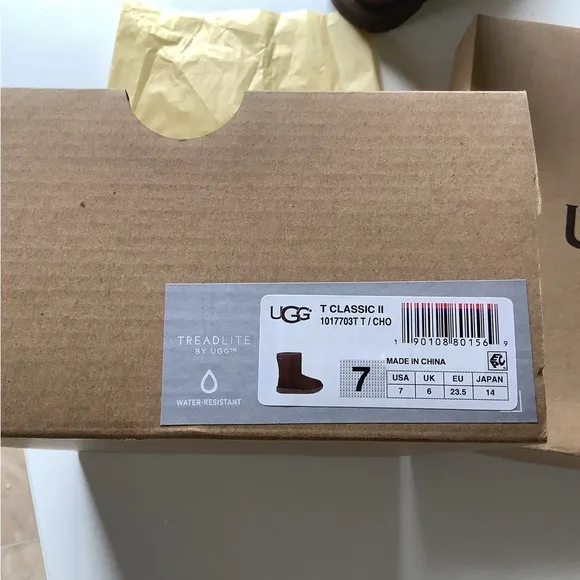 U
TREADLITE
BY UGG™
WATER-RESISTANT
UGG
T CLASSIC II
1017703T T / CHO
1 90108 80156 9
MADE IN CHINA
7
USA UK EU JAPAN
7 6 23.5 14